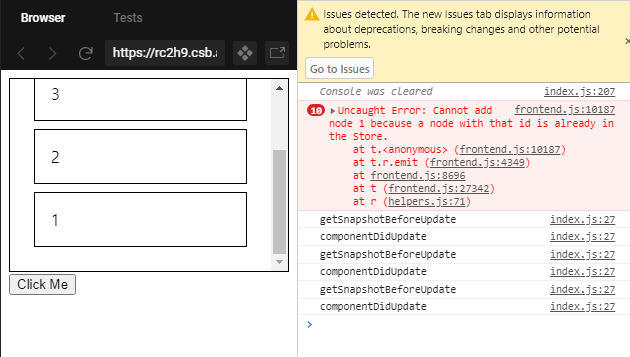 Browser
Tests
https://rc2h9.csb.a
3
2
1
Click Me
Issues detected. The new Issues tab displays information
about deprecations, breaking changes and other potential
problems.
Go to Issues
Console was cleared index.js:207
10 Uncaught Error: Cannot add frontend.js:10187
node 1 because a node with that id is already in
the Store.
at t.<anonymous> (frontend.js:10187)
at t.r.emit (frontend.js:4349)
at frontend.js:8696
at t (frontend.js:27342)
at r (helpers.js:71)
getSnapshotBeforeUpdate index.js:27
componentDidUpdate index.js:27
getSnapshotBeforeUpdate index.js:27
componentDidUpdate index.js:27
getSnapshotBeforeUpdate index.js:27
componentDidUpdate index.js:27